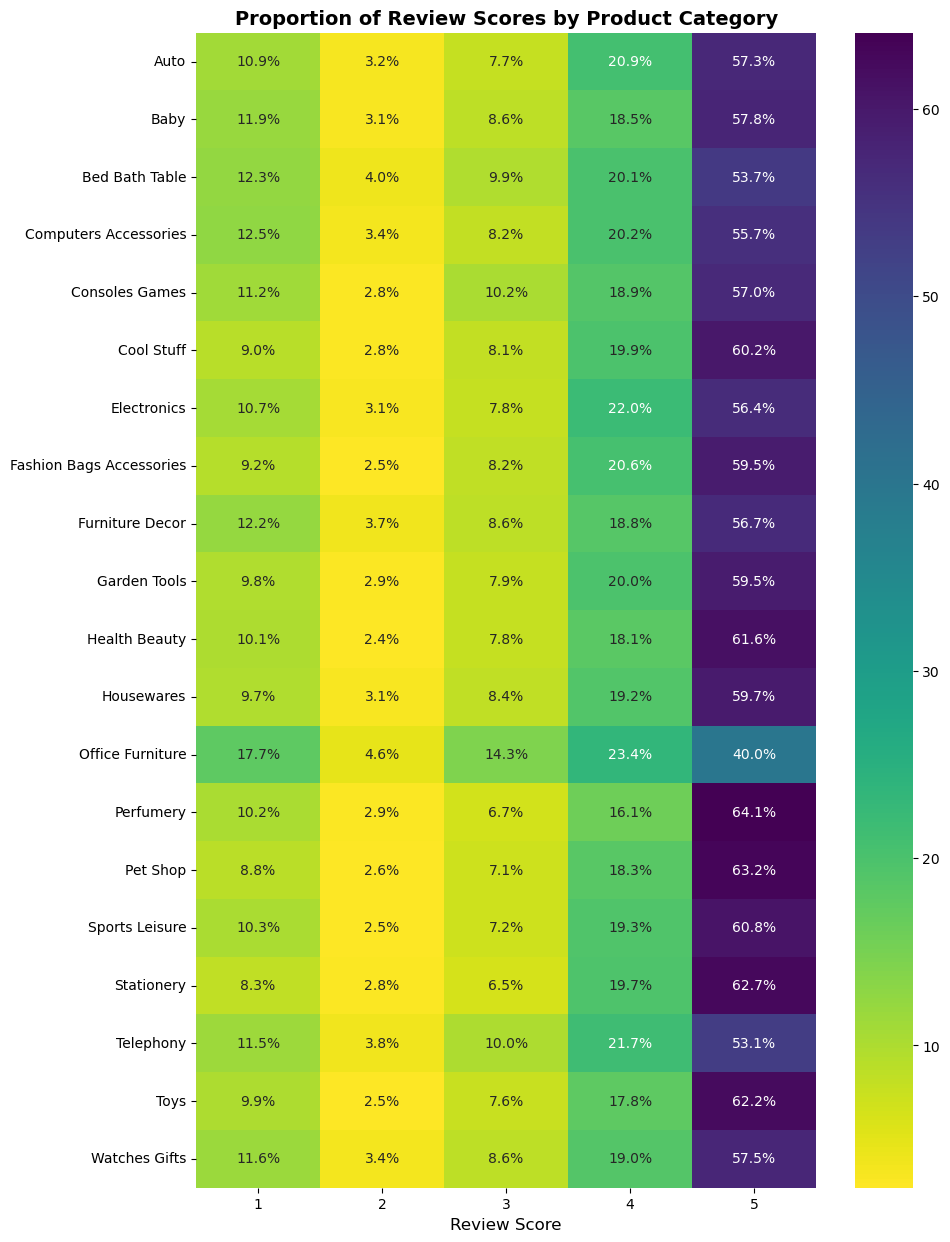 Proportion of Review Scores by Product Category
Auto 10.9% 3.2% 7.7% 20.9% 57.3%
Baby 11.9% 3.1% 8.6% 18.5% 57.8%
Bed Bath Table 12.3% 4.0% 9.9% 20.1% 53.7%
Computers Accessories 12.5% 3.4% 8.2% 20.2% 55.7%
Consoles Games 11.2% 2.8% 10.2% 18.9% 57.0%
Cool Stuff 9.0% 2.8% 8.1% 19.9% 60.2%
Electronics 10.7% 3.1% 7.8% 22.0% 56.4%
Fashion Bags Accessories 9.2% 2.5% 8.2% 20.6% 59.5%
Furniture Decor 12.2% 3.7% 8.6% 18.8% 56.7%
Garden Tools 9.8% 2.9% 7.9% 20.0% 59.5%
Health Beauty 10.1% 2.4% 7.8% 18.1% 61.6%
Housewares 9.7% 3.1% 8.4% 19.2% 59.7%
Office Furniture 17.7% 4.6% 14.3% 23.4% 40.0%
Perfumery 10.2% 2.9% 6.7% 16.1% 64.1%
Pet Shop 8.8% 2.6% 7.1% 18.3% 63.2%
Sports Leisure 10.3% 2.5% 7.2% 19.3% 60.8%
Stationery 8.3% 2.8% 6.5% 19.7% 62.7%
Telephony 11.5% 3.8% 10.0% 21.7% 53.1%
Toys 9.9% 2.5% 7.6% 17.8% 62.2%
Watches Gifts 11.6% 3.4% 8.6% 19.0% 57.5%
1 2 3 4 5
Review Score
60
50
40
30
20
10